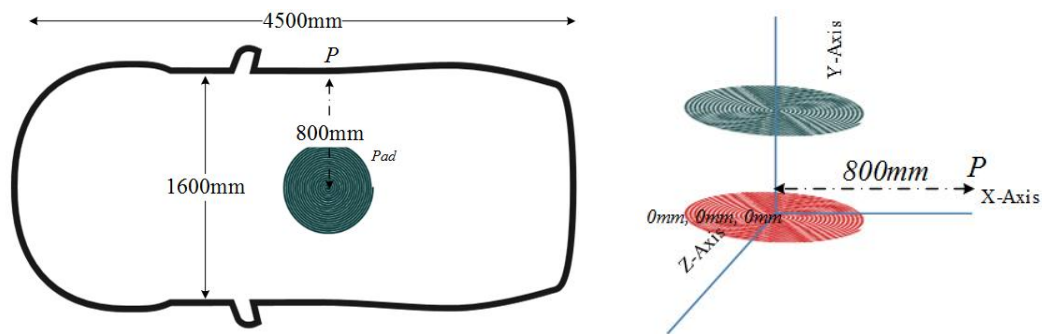 4500mm
P
800mm
Pad
1600mm
Y-Axis
800mm
P
X-Axis
0mm, 0mm, 0mm
Z-Axis